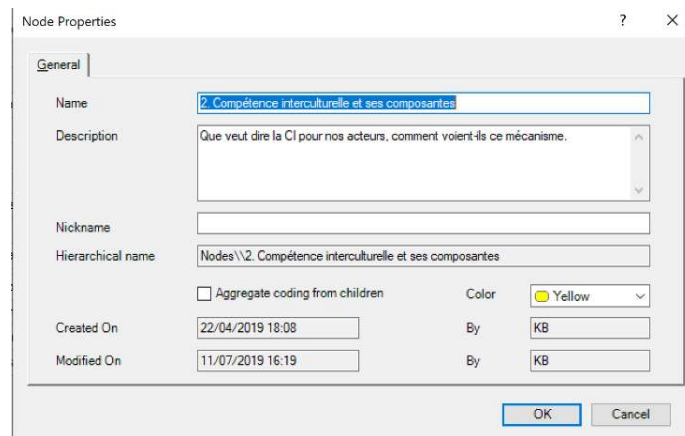 Node Properties ? X
General
Name 2. Compétence interculturelle et ses composantes
Description Que veut dire la CI pour nos acteurs, comment voient-ils ce mécanisme.
Nickname
Hierarchical name Nodes\\2. Compétence interculturelle et ses composantes
Aggregate coding from children Color Yellow
Created On 22/04/2019 18:08 By KB
Modified On 11/07/2019 16:19 By KB
OK Cancel